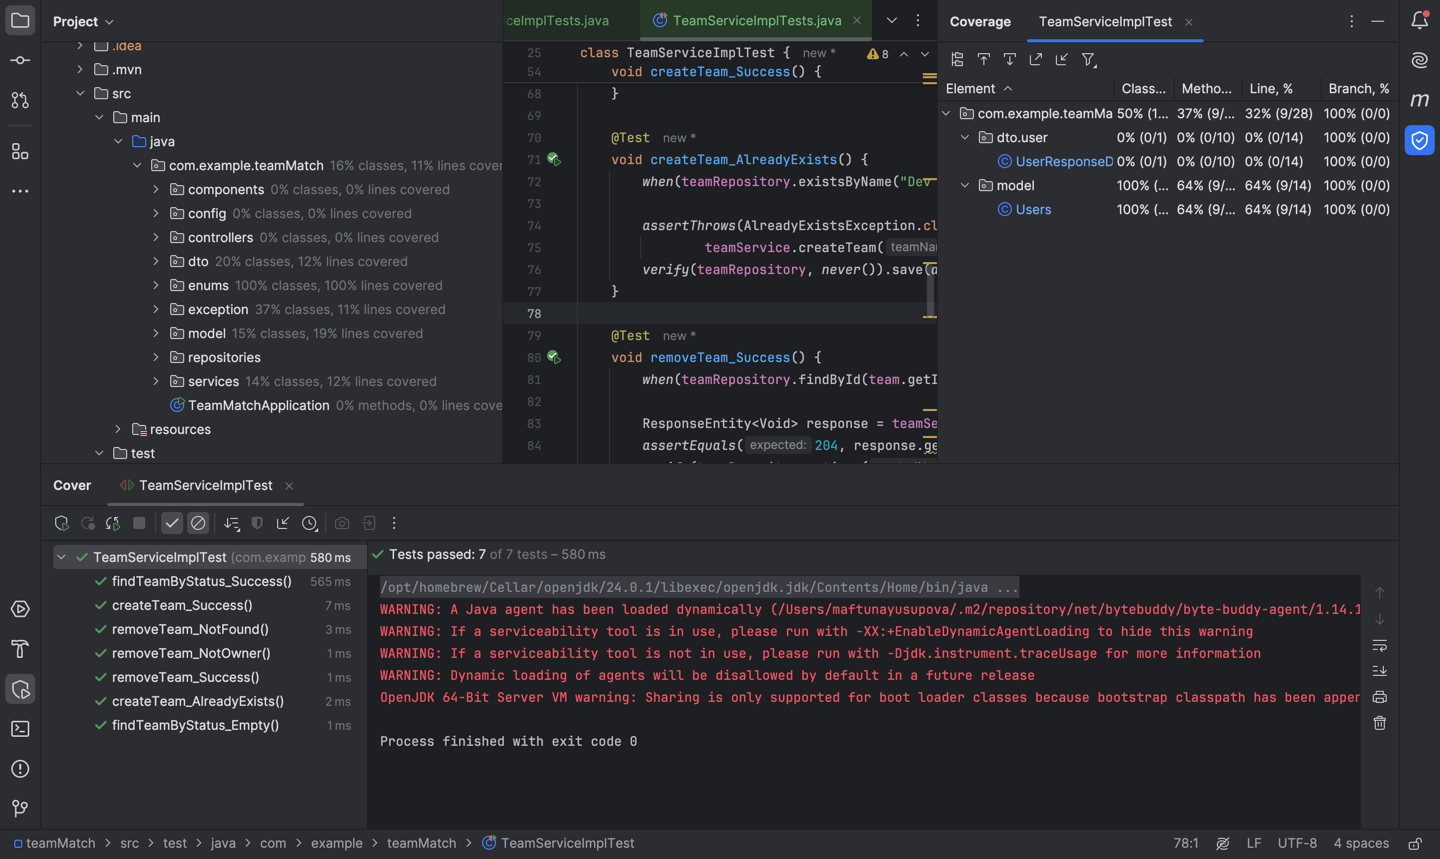 Project
.idea
.mvn
src
main
java
com.example.teamMatch 16% classes, 11% lines cover
components 0% classes, 0% lines covered
config 0% classes, 0% lines covered
controllers 0% classes, 0% lines covered
dto 20% classes, 12% lines covered
enums 100% classes, 100% lines covered
exception 37% classes, 11% lines covered
model 15% classes, 19% lines covered
repositories
services 14% classes, 12% lines covered
TeamMatchApplication 0% methods, 0% lines cove
resources
test
ceImplTests.java
TeamServiceImplTests.java
25 class TeamServiceImplTest { new *
8
54 void createTeam_Success() {
68 }
69
70 @Test new *
71 void createTeam_AlreadyExists() {
72 when(teamRepository.existsByName("Dev
73
74 assertThrows(AlreadyExistsException.cl
75 teamService.createTeam( teamNam
76 verify(teamRepository, never()).save(a
77 }
78
79 @Test new *
80 void removeTeam_Success() {
81 when(teamRepository.findById(team.getI
82
83 ResponseEntity<Void> response = teamSe
84 assertEquals( expected: 204, response.ge
Coverage TeamServiceImplTest
Element Clas... Metho... Line, % Branch, %
com.example.teamMa 50% (1... 37% (9/28) 32% (9/28) 100% (0/0)
dto.user 0% (0/1) 0% (0/10) 0% (0/14) 100% (0/0)
UserResponseD 0% (0/1) 0% (0/10) 0% (0/14) 100% (0/0)
model 100% (... 64% (9/... 64% (9/14) 100% (0/0)
Users 100% (... 64% (9/... 64% (9/14) 100% (0/0)
m
Cover TeamServiceImplTest
TeamServiceImplTest (com.examp 580 ms
findTeamByStatus_Success() 565 ms
createTeam_Success() 7 ms
removeTeam_NotFound() 3 ms
removeTeam_NotOwner() 1 ms
removeTeam_Success() 1 ms
createTeam_AlreadyExists() 2 ms
findTeamByStatus_Empty() 1 ms
Tests passed: 7 of 7 tests – 580 ms
/opt/homebrew/Cellar/openjdk/24.0.1/libexec/openjdk.jdk/Contents/Home/bin/java ...
WARNING: A Java agent has been loaded dynamically (/Users/maftunayusupova/.m2/repository/net/bytebuddy/byte-buddy-agent/1.14.1
WARNING: If a serviceability tool is in use, please run with -XX:+EnableDynamicAgentLoading to hide this warning
WARNING: If a serviceability tool is not in use, please run with -Djdk.instrument.traceUsage for more information
WARNING: Dynamic loading of agents will be disallowed by default in a future release
OpenJDK 64-Bit Server VM warning: Sharing is only supported for boot loader classes because bootstrap classpath has been apper
Process finished with exit code 0
teamMatch > src > test > java > com > example > teamMatch > TeamServiceImplTest
78:1 LF UTF-8 4 spaces